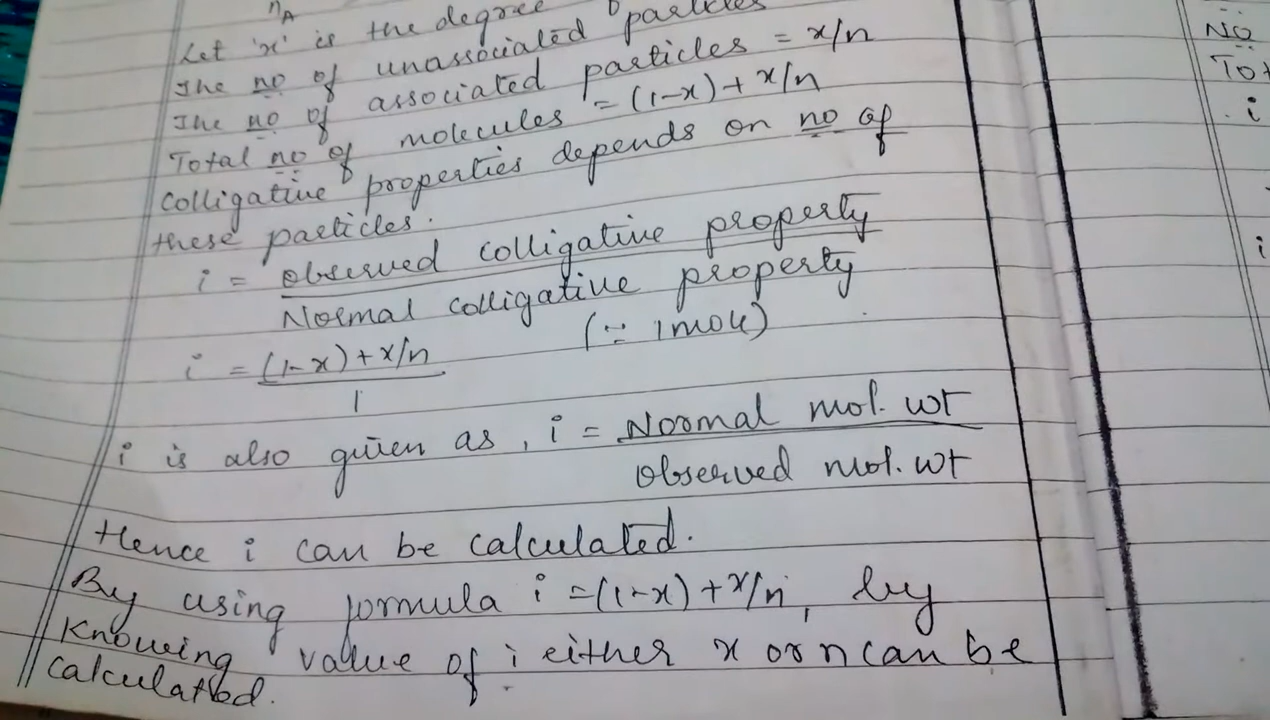 nA
Let 'x' is the degree
The no of unassociated particles
The no of associated particles = x/n
Total no of molecules = (1-x) + x/n
Colligative properties depends on no of
these particles.
i = observed colligative property
Normal colligative property
(∵ 1mole)
i = (1-x) + x/n
1
i is also given as, i = Normal mol. wt
observed mol. wt
Hence i can be calculated.
By using formula i = (1-x) + x/n, by
knowing value of i either x or n can be
calculated.
No
Tot
i
i